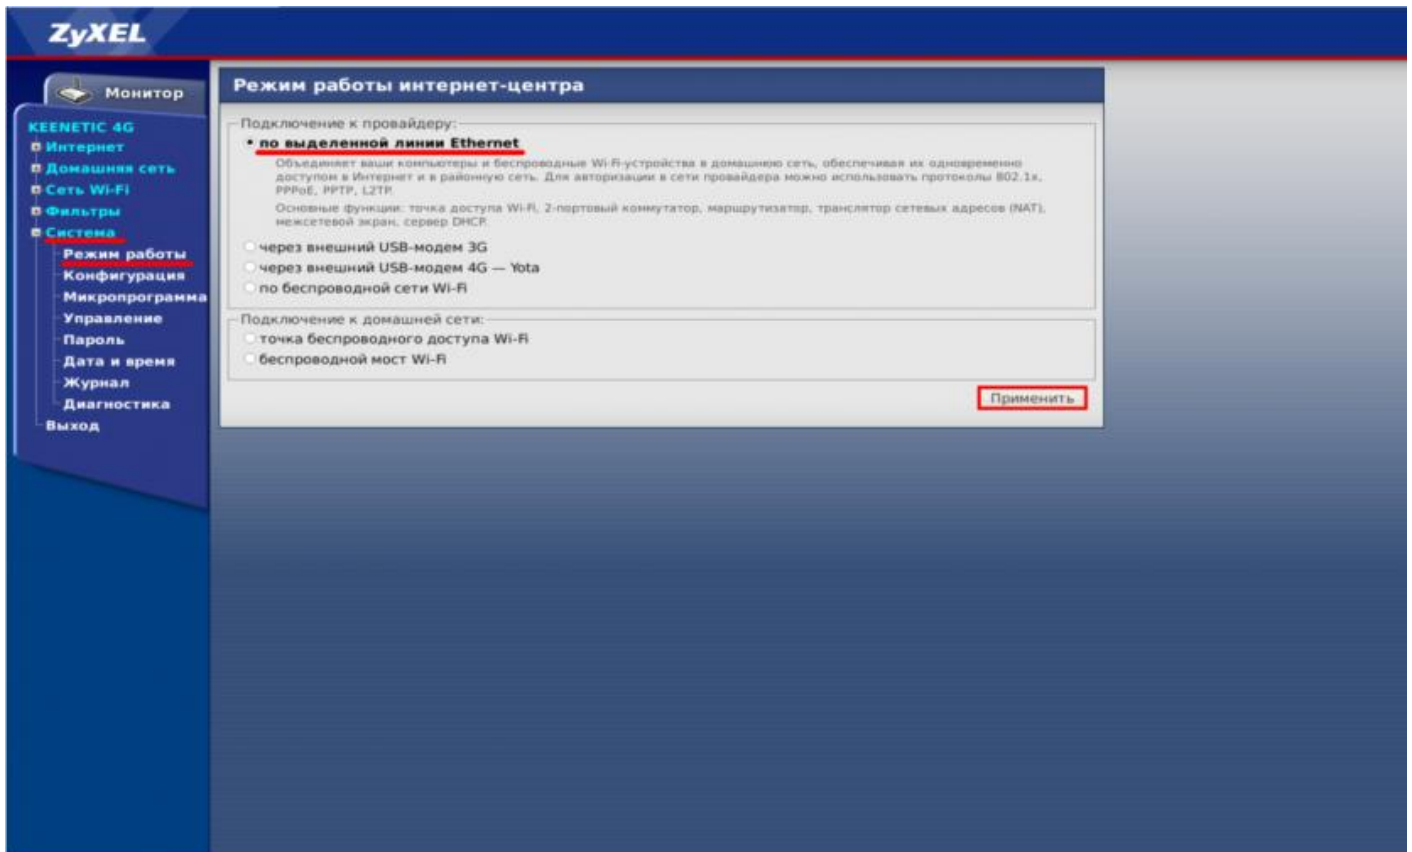 ZyXEL
Монитор
KEENETIC 4G
Интернет
Домашняя сеть
Сеть Wi-Fi
Фильтры
Система
Режим работы
Конфигурация
Микропрограмма
Управление
Пароль
Дата и время
Журнал
Диагностика
Выход
Режим работы интернет-центра
Подключение к провайдеру:
по выделенной линии Ethernet
Объединяет ваши компьютеры и беспроводные Wi-Fi-устройства в домашнюю сеть, обеспечивая их одновременно
доступом в Интернет и в районную сеть. Для авторизации в сети провайдера можно использовать протоколы 802.1x,
PPPoE, PPTP, L2TP.
Основные функции: точка доступа Wi-Fi, 2-портовый коммутатор, маршрутизатор, транслятор сетевых адресов (NAT),
межсетевой экран, сервер DHCP.
через внешний USB-модем 3G
через внешний USB-модем 4G — Yota
по беспроводной сети Wi-Fi
Подключение к домашней сети:
точка беспроводного доступа Wi-Fi
беспроводной мост Wi-Fi
Применить